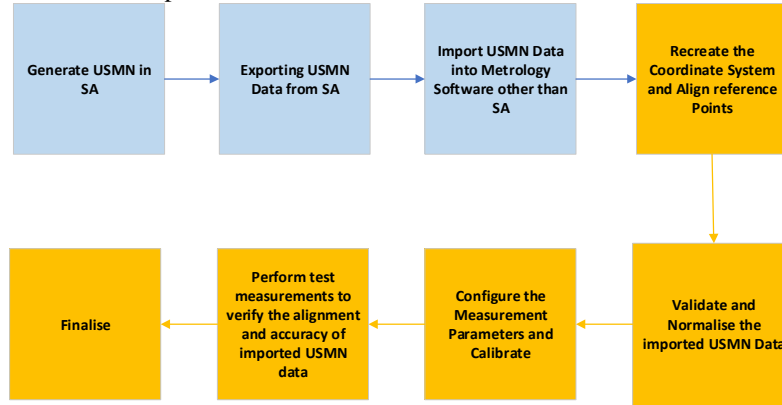 Generate USMN in
SA
Exporting USMN
Data from SA
Import USMN Data
into Metrology
Software other than
SA
Recreate the
Coordinate System
and Align reference
Points
Validate and
Normalise the
imported USMN Data
Configure the
Measurement
Parameters and
Calibrate
Perform test
measurements to
verify the alignment
and accuracy of
imported USMN
data
Finalise